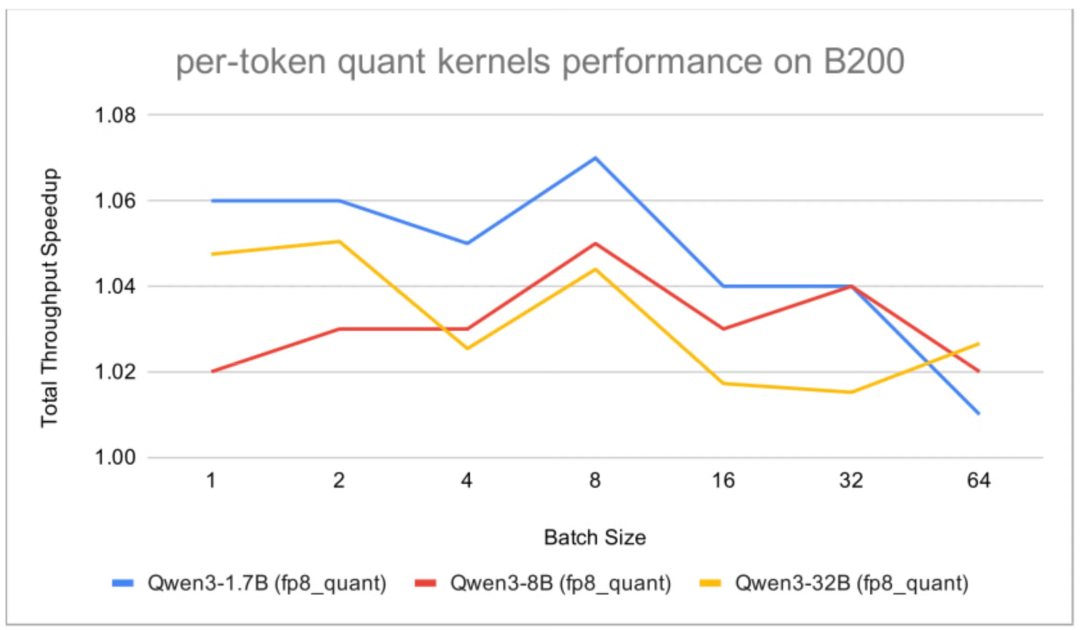 per-token quant kernels performance on B200
Total Throughput Speedup
1.08
1.06
1.04
1.02
1.00
1 2 4 8 16 32 64
Batch Size
Qwen3-1.7B (fp8_quant) Qwen3-8B (fp8_quant) Qwen3-32B (fp8_quant)